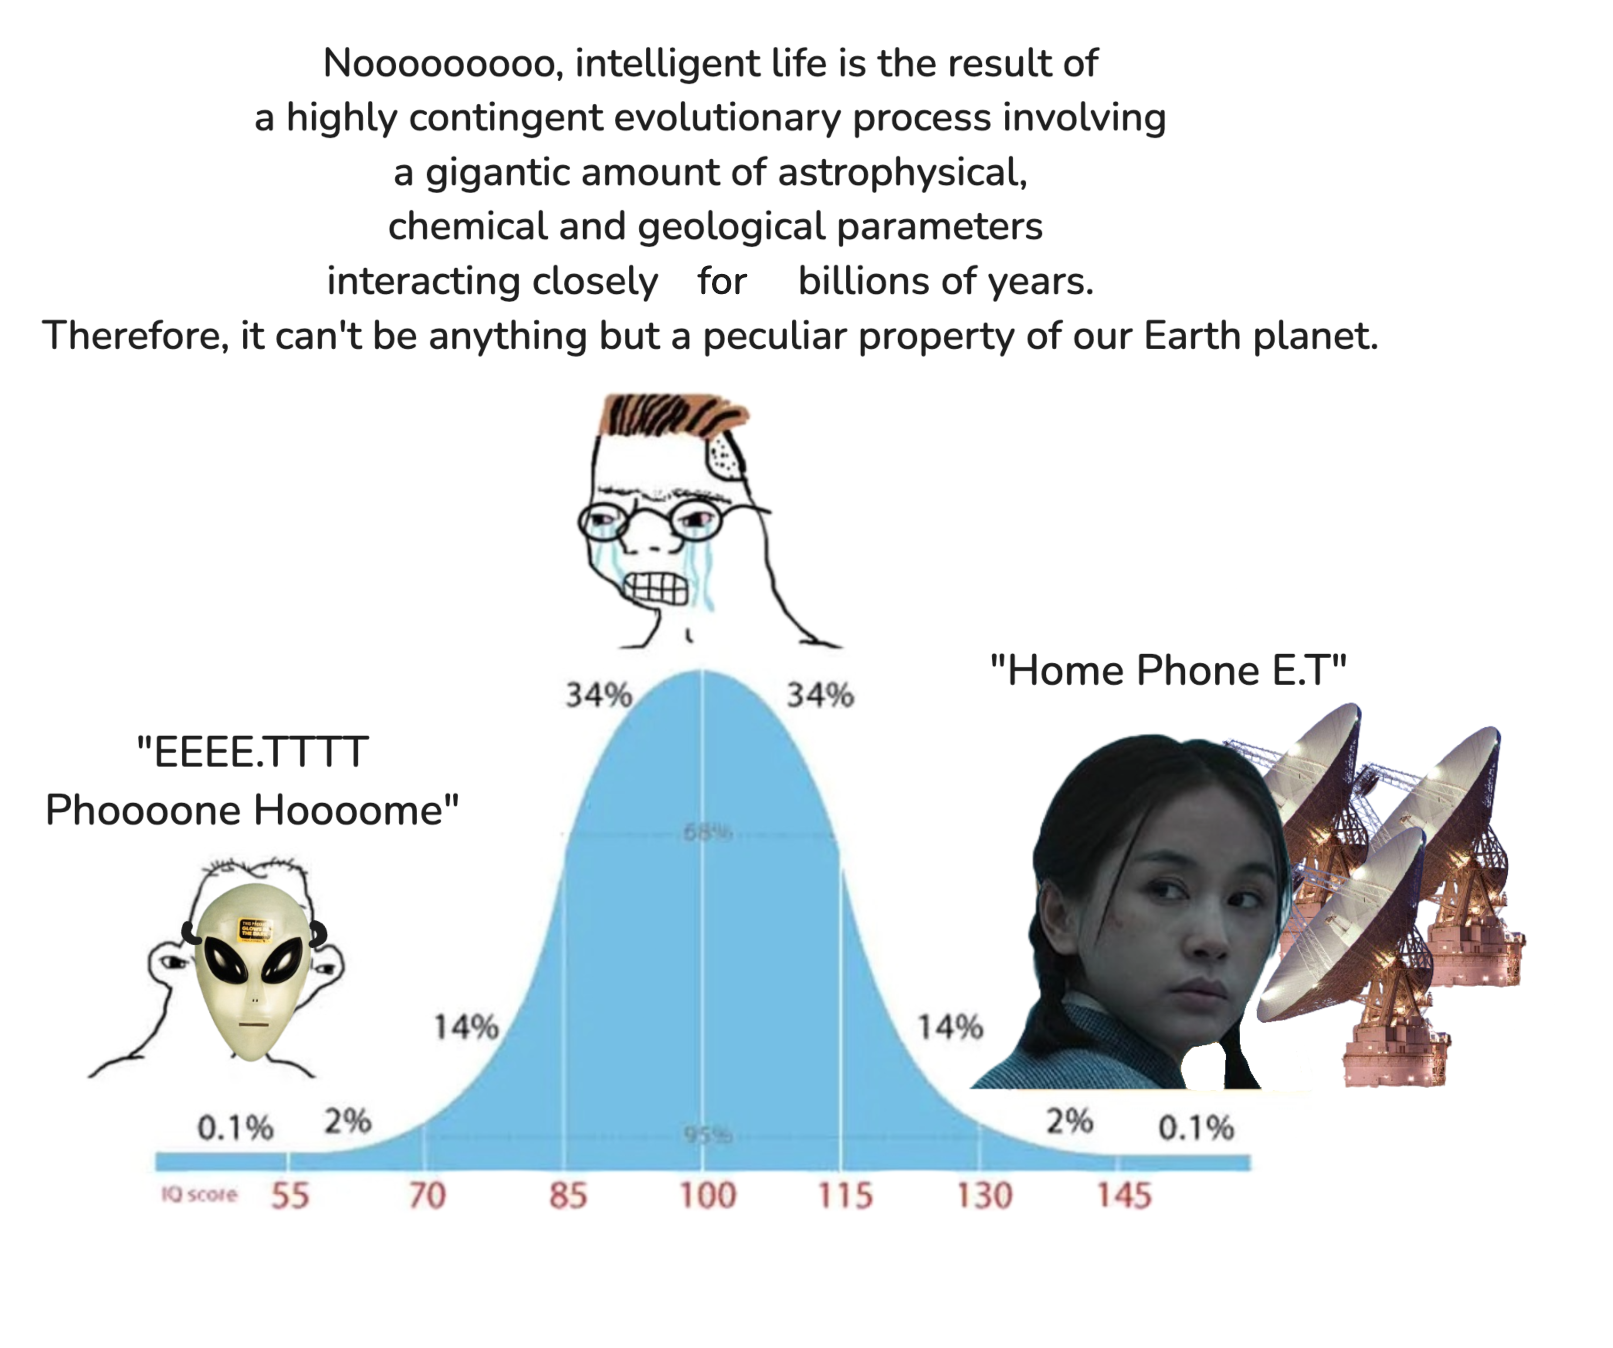 Nooooooooo, intelligent life is the result of
a highly contingent evolutionary process involving
a gigantic amount of astrophysical,
chemical and geological parameters
interacting closely for billions of years.
Therefore, it can't be anything but a peculiar property of our Earth planet.
"Home Phone E.T"
34% 34%
"EEEE.TTTT
Phoooone Hoooome"
68%
14% 14%
0.1% 2% 95% 2% 0.1%
IQ score 55 70 85 100 115 130 145